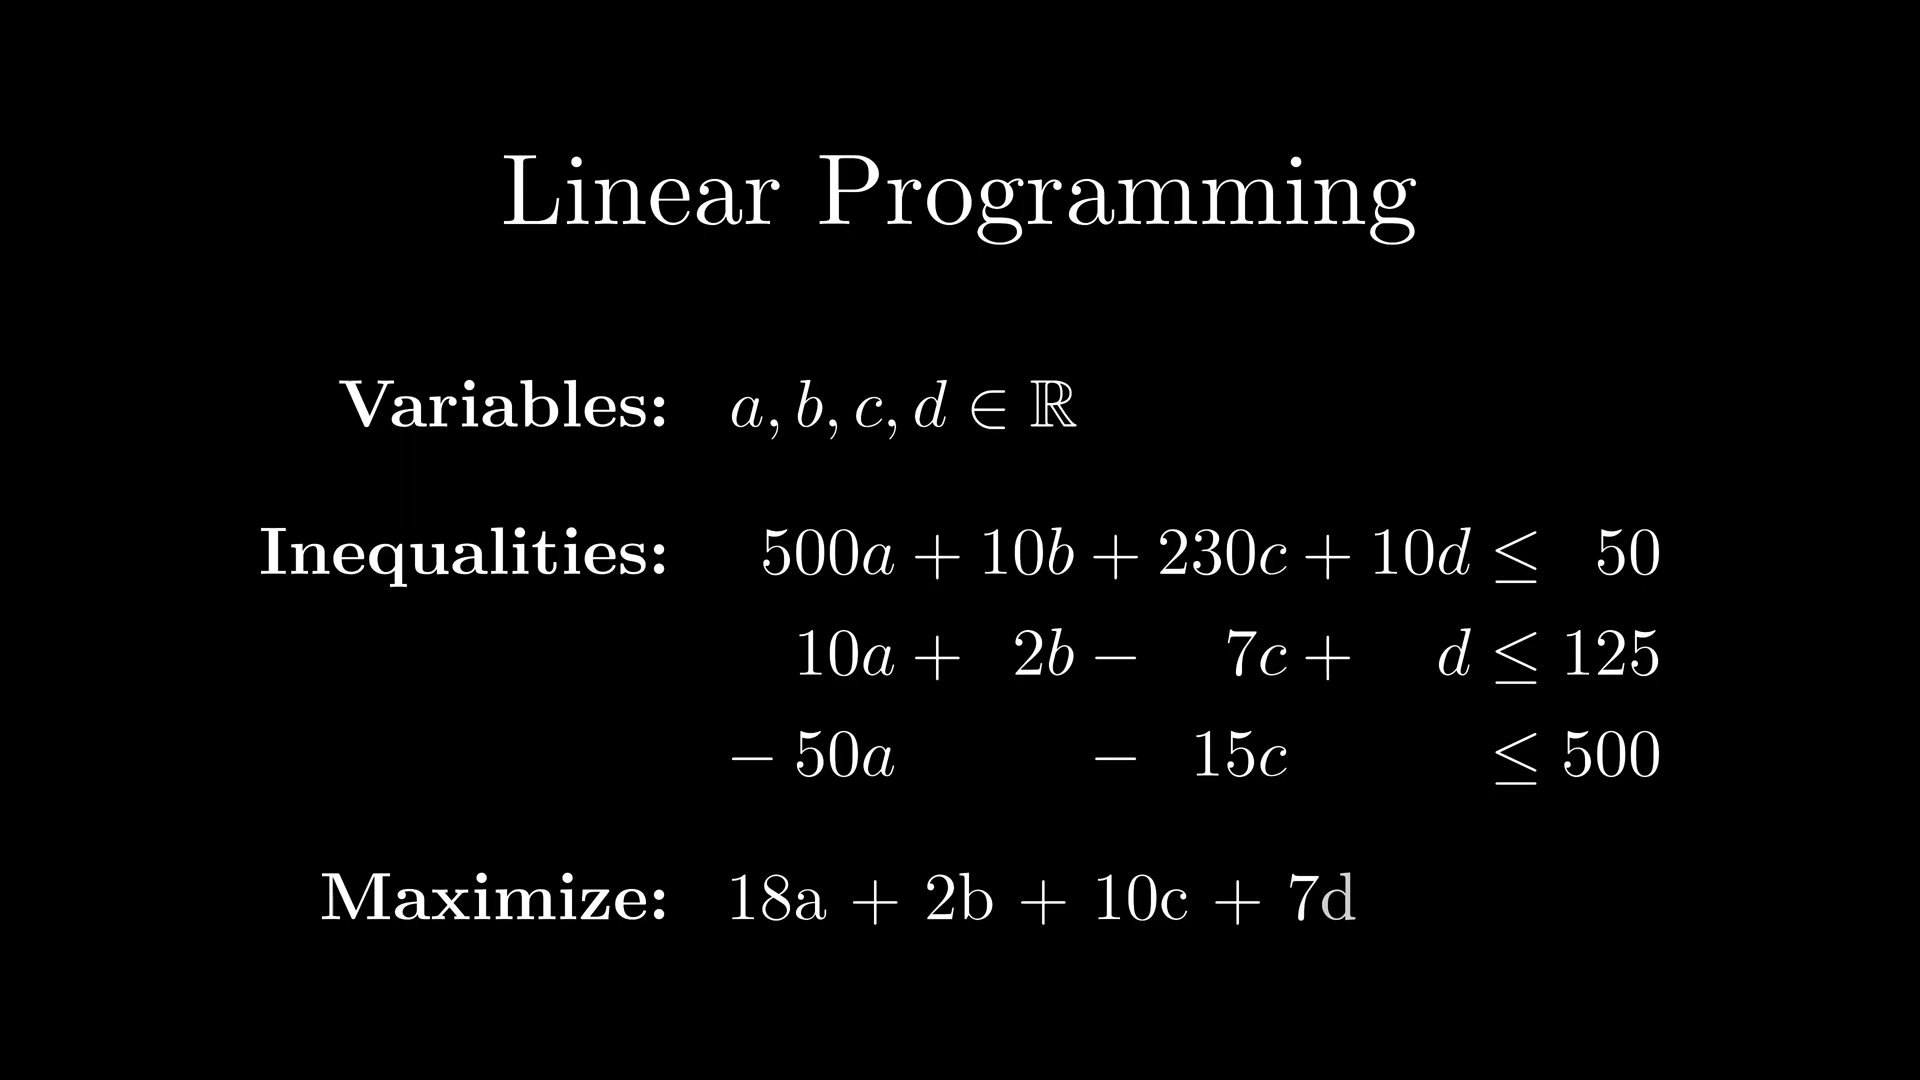 Linear Programming
Variables: a, b, c, d ∈ ℝ
Inequalities: 500a + 10b + 230c + 10d ≤ 50
10a + 2b − 7c + d ≤ 125
− 50a − 15c ≤ 500
Maximize: 18a + 2b + 10c + 7d